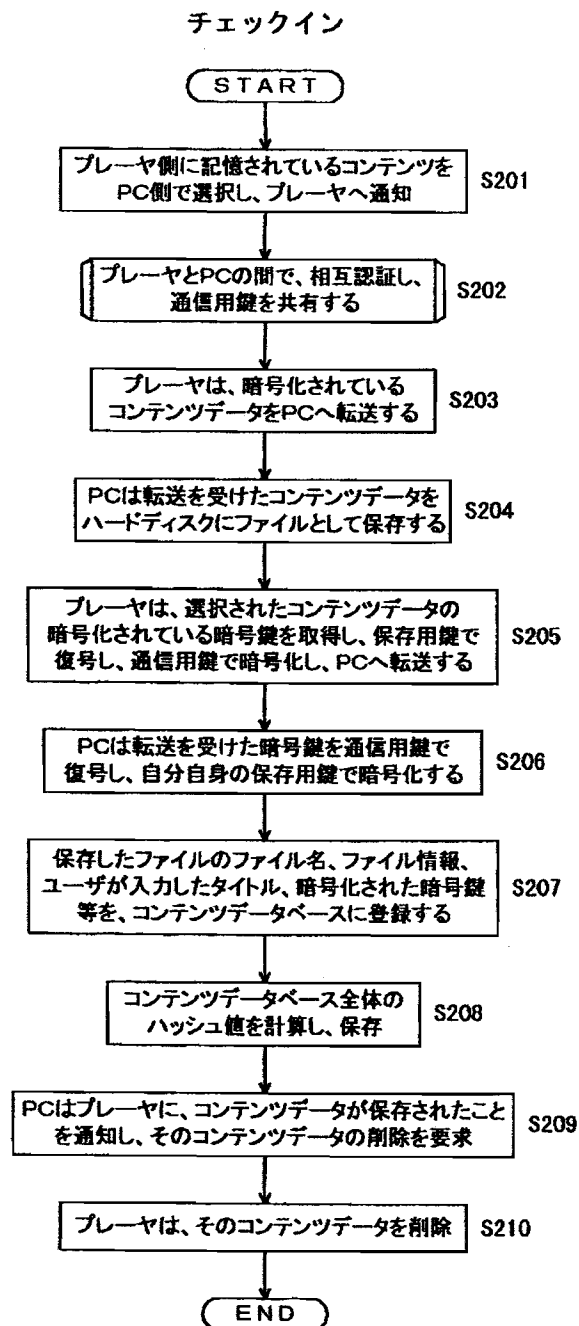 チェックイン
START
プレーヤ側に記憶されているコンテンツを
PC側で選択し、プレーヤへ通知
S201
プレーヤとPCの間で、相互認証し、
通信用鍵を共有する
S202
プレーヤは、暗号化されている
コンテンツデータをPCへ転送する
S203
PCは転送を受けたコンテンツデータを
ハードディスクにファイルとして保存する
S204
プレーヤは、選択されたコンテンツデータの
暗号化されている暗号鍵を取得し、保存用鍵で
復号し、通信用鍵で暗号化し、PCへ転送する
S205
PCは転送を受けた暗号鍵を通信用鍵で
復号し、自分自身の保存用鍵で暗号化する
S206
保存したファイルのファイル名、ファイル情報、
ユーザが入力したタイトル、暗号化された暗号鍵
等を、コンテンツデータベースに登録する
S207
コンテンツデータベース全体の
ハッシュ値を計算し、保存
S208
PCはプレーヤに、コンテンツデータが保存されたこと
を通知し、そのコンテンツデータの削除を要求
S209
プレーヤは、そのコンテンツデータを削除
S210
END